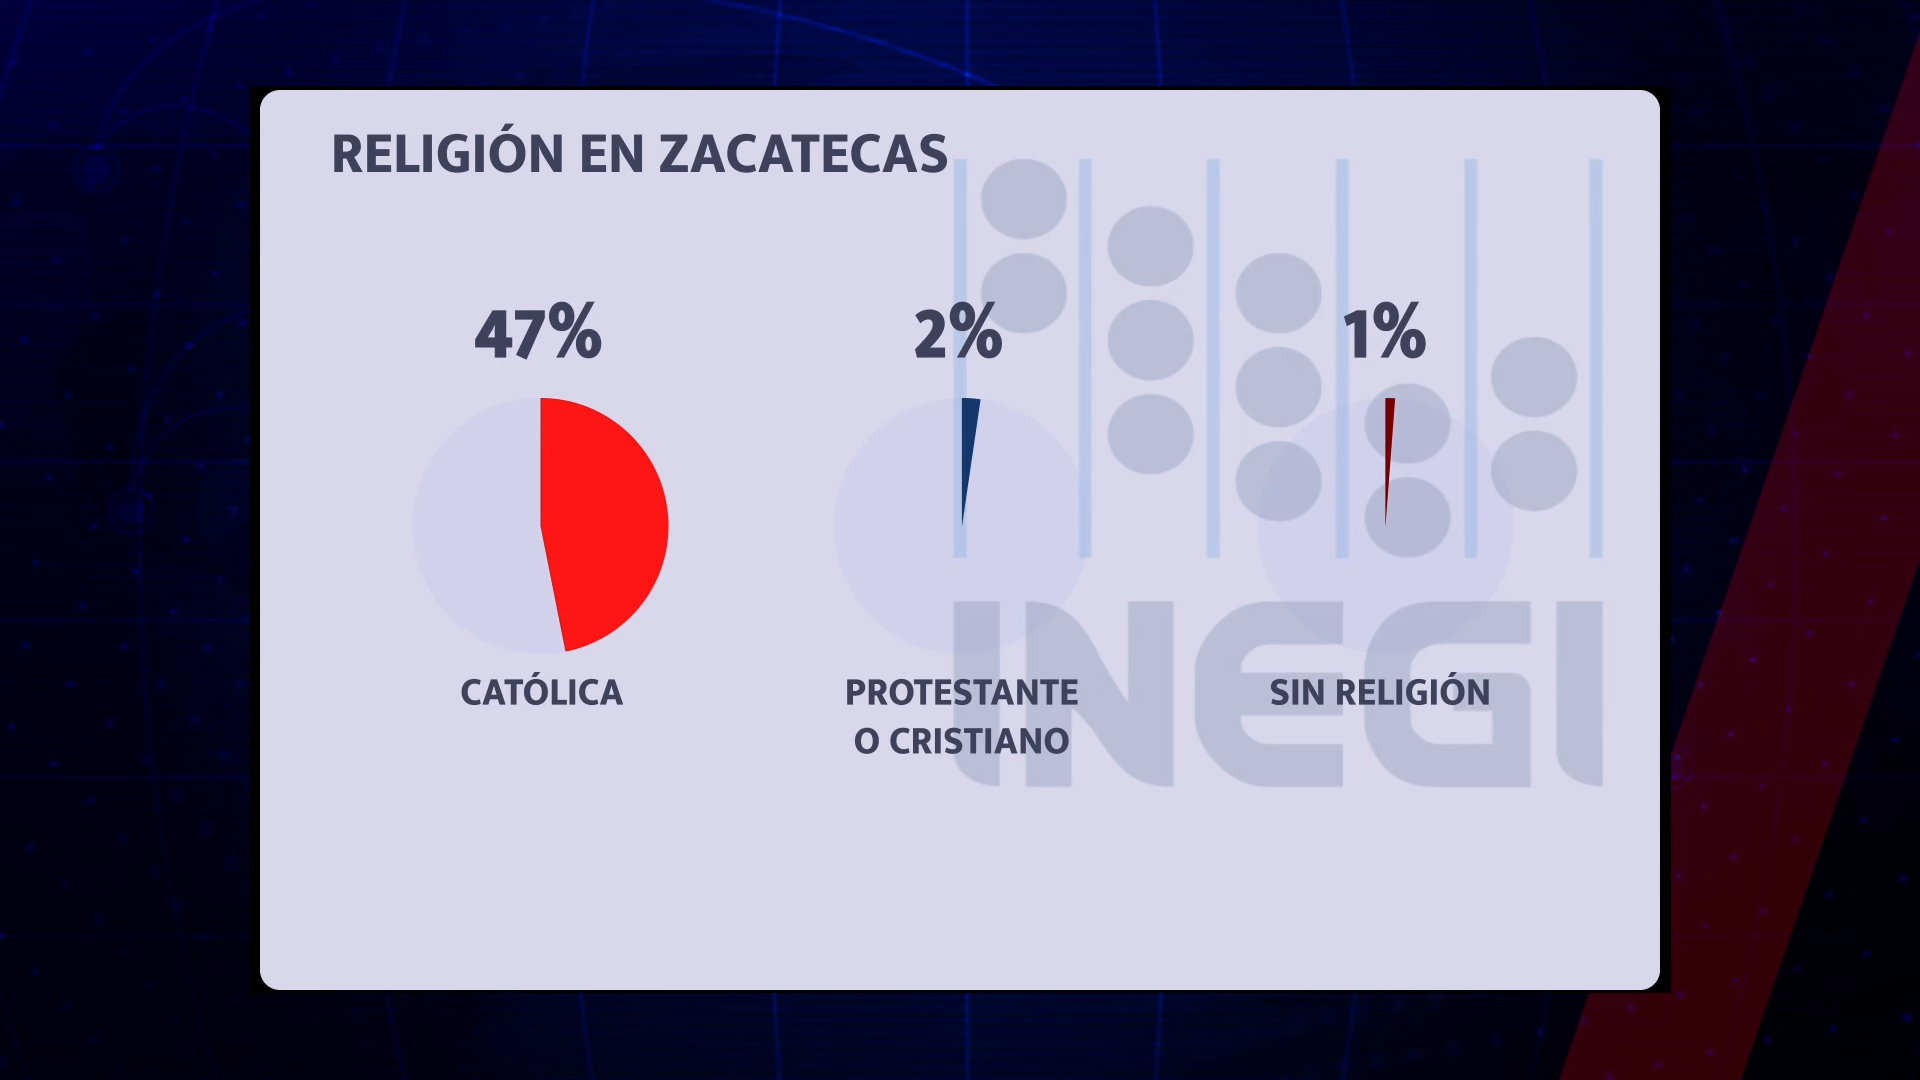 RELIGIÓN EN ZACATECAS
47%
2%
1%
CATÓLICA
PROTESTANTE
O CRISTIANO
SIN RELIGIÓN
INEGI